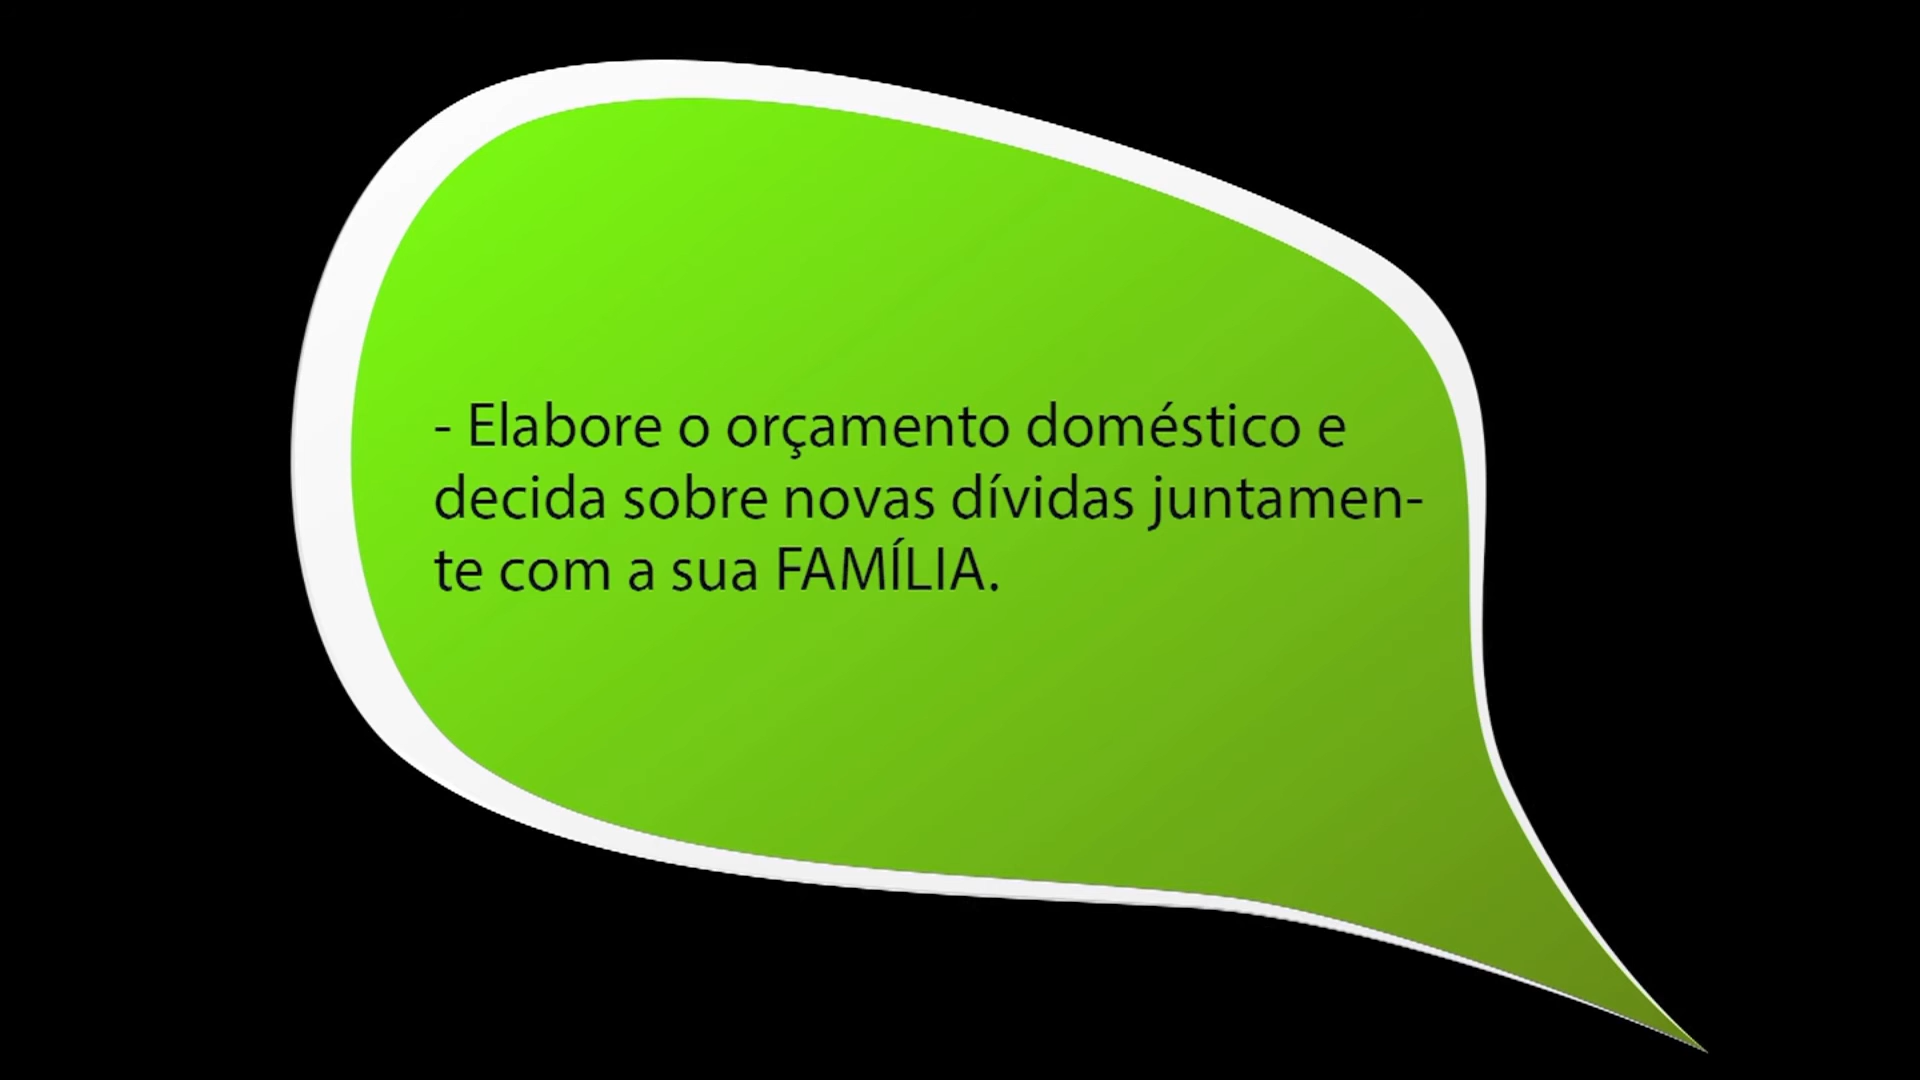 - Elabore o orçamento doméstico e
decida sobre novas dívidas juntamen-
te com a sua FAMÍLIA.